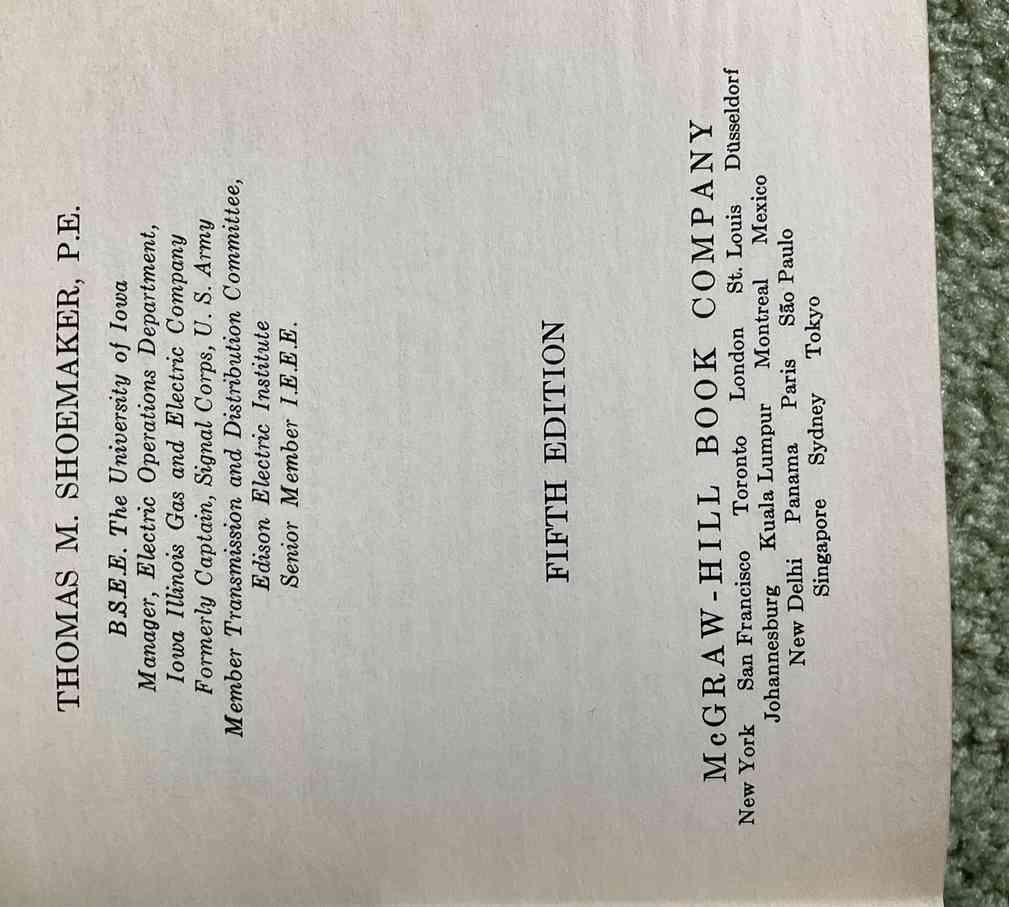 THOMAS M. SHOEMAKER, P.E.
B.S.E.E. The University of Iowa
Manager, Electric Operations Department,
Iowa Illinois Gas and Electric Company
Formerly Captain, Signal Corps, U. S. Army
Member Transmission and Distribution Committee,
Edison Electric Institute
Senior Member I.E.E.E.
FIFTH EDITION
McGRAW-HILL BOOK COMPANY
New York San Francisco Toronto London St. Louis Düsseldorf
Johannesburg Kuala Lumpur Montreal Mexico
New Delhi Panama Paris São Paulo
Singapore Sydney Tokyo